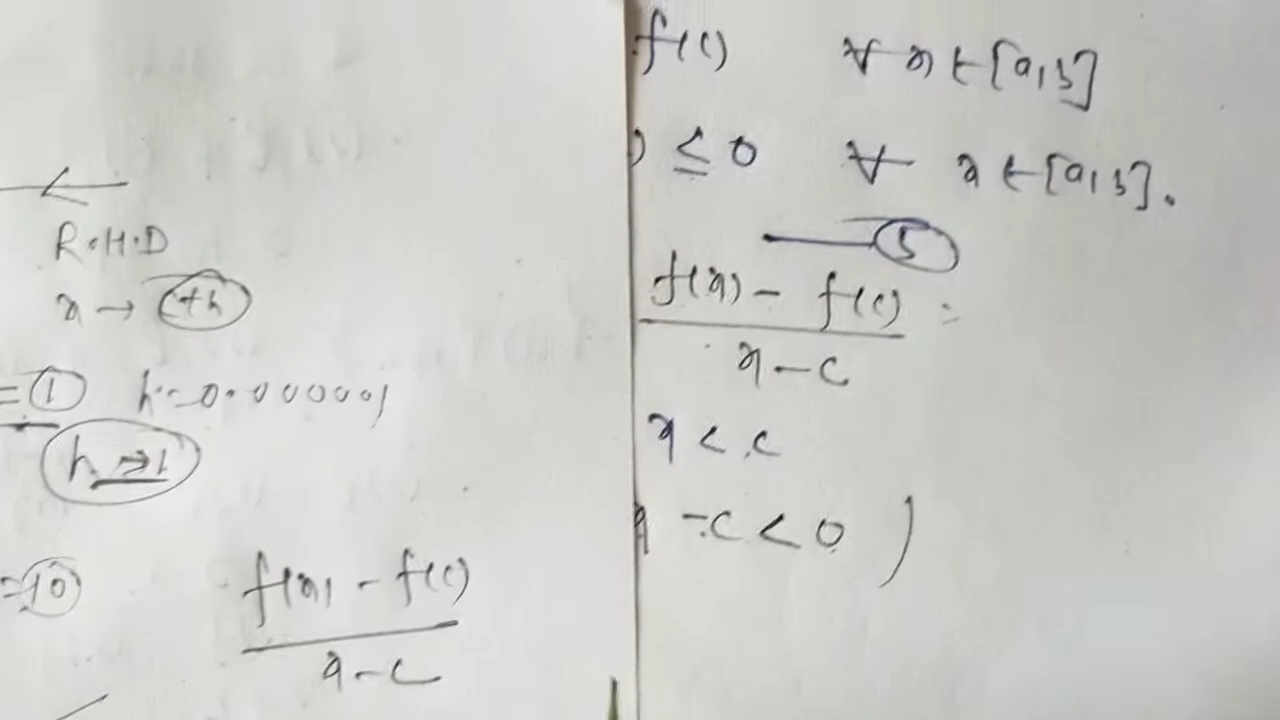 R.H.D
x → c+h
= 1 h = 0.000001
h → 1
= 10
f(x) - f(c)
x - c
f(c) ∀ x ∈ [a, b]
) ≤ 0 ∀ x ∈ [a, b].
5
f(x) - f(c) =
x - c
x < c
x - c < 0 )